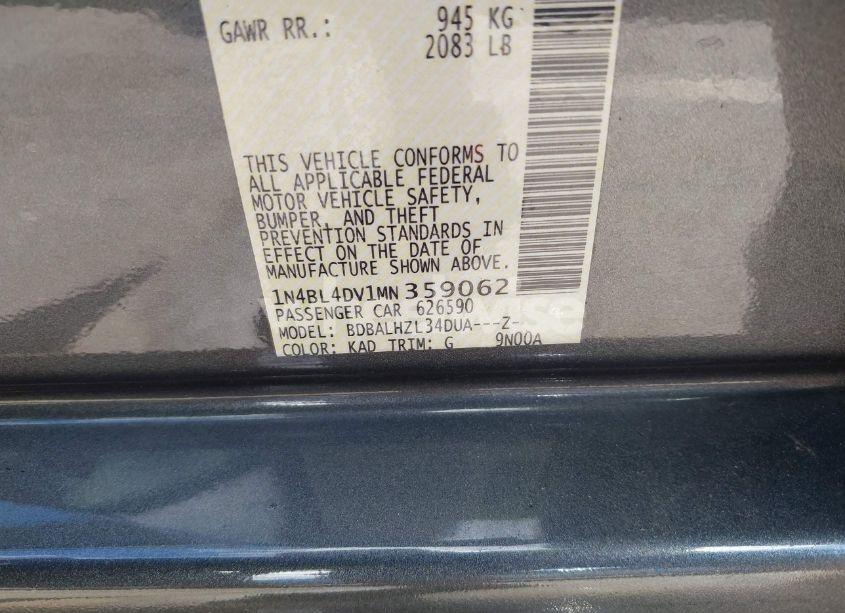 GAWR RR.: 945 KG
2083 LB
THIS VEHICLE CONFORMS TO
ALL APPLICABLE FEDERAL
MOTOR VEHICLE SAFETY,
BUMPER, AND THEFT
PREVENTION STANDARDS IN
EFFECT ON THE DATE OF
MANUFACTURE SHOWN ABOVE.
1N4BL4DV1MN359062
PASSENGER CAR 626590
MODEL: BDBALHZL34DUA---Z-
COLOR: KAD TRIM: G 9N00A